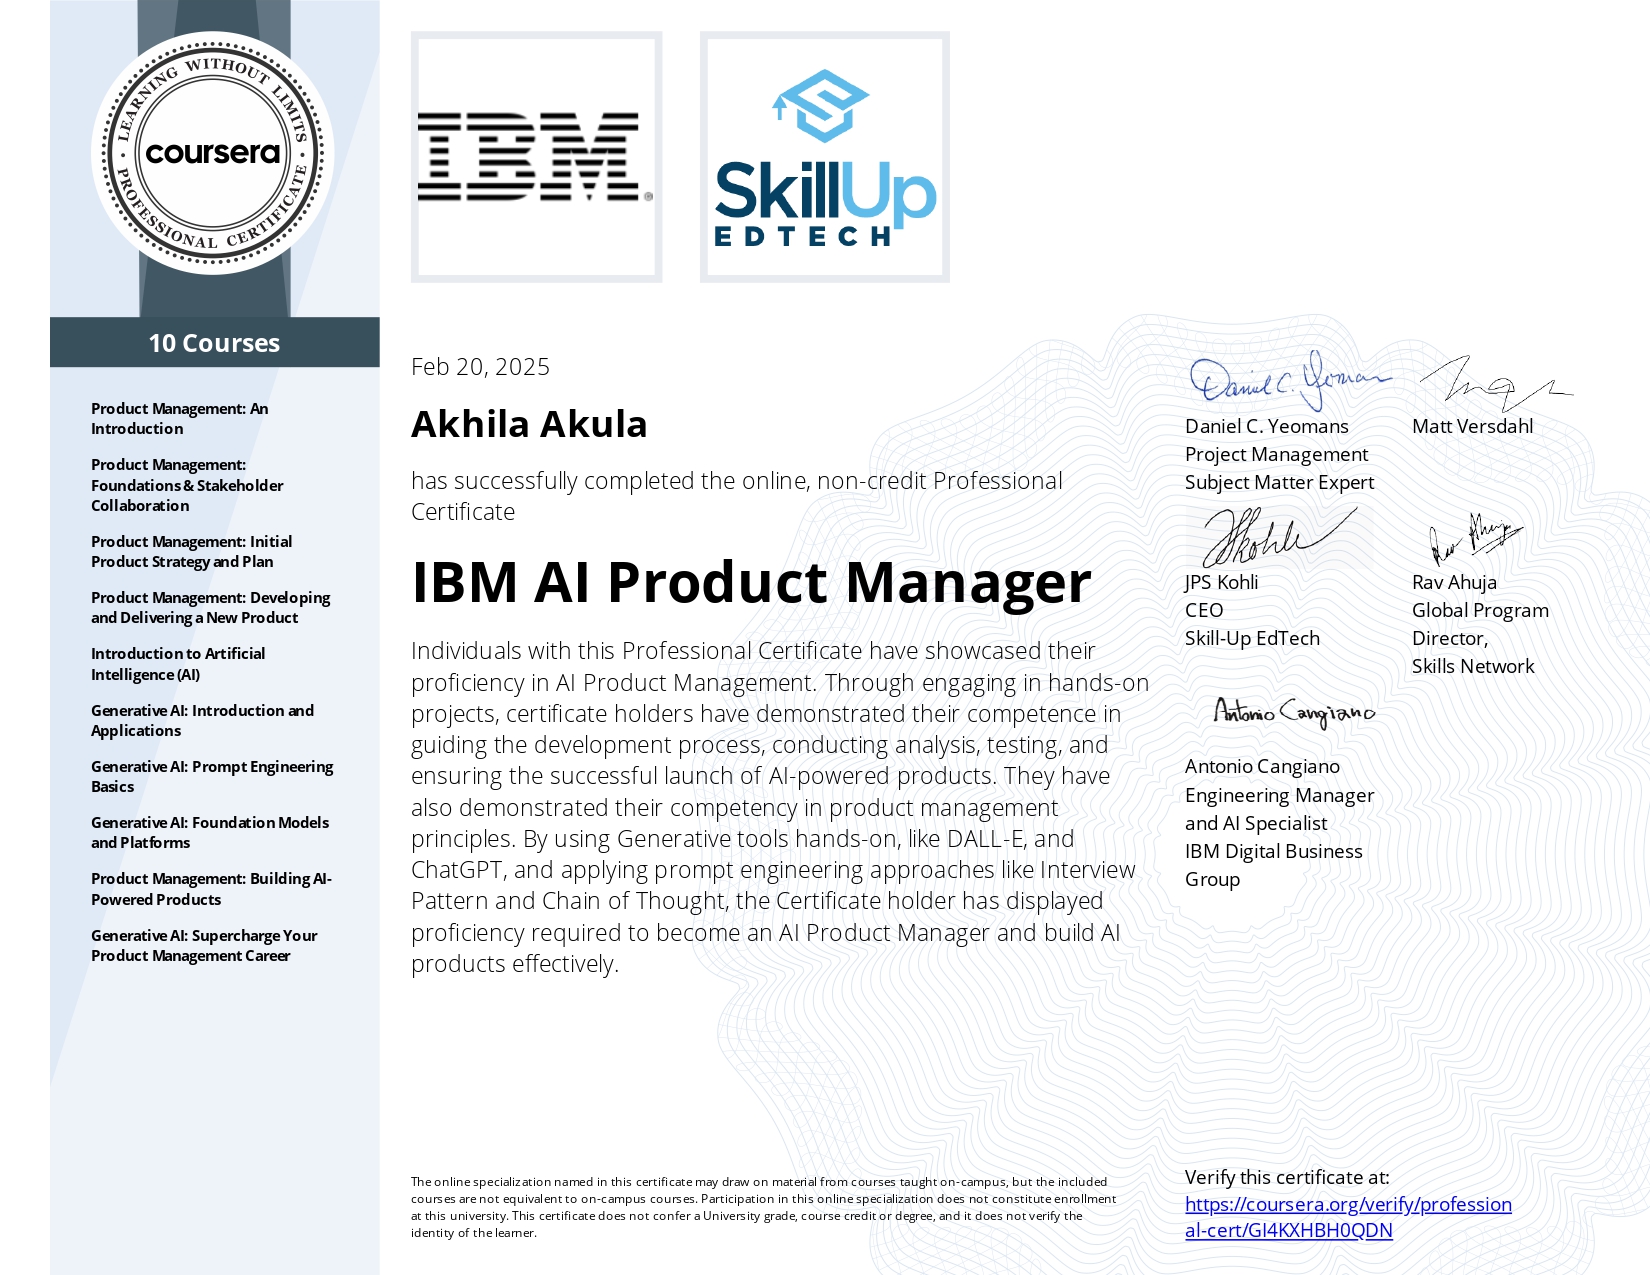 LEARNING WITHOUT LIMITS
coursera
PROFESSIONAL CERTIFICATE
10 Courses
Product Management: An
Introduction
Product Management:
Foundations & Stakeholder
Collaboration
Product Management: Initial
Product Strategy and Plan
Product Management: Developing
and Delivering a New Product
Introduction to Artificial
Intelligence (AI)
Generative AI: Introduction and
Applications
Generative AI: Prompt Engineering
Basics
Generative AI: Foundation Models
and Platforms
Product Management: Building AI-
Powered Products
Generative AI: Supercharge Your
Product Management Career
IBM®
SkillUp
EDTECH
Feb 20, 2025
Akhila Akula
has successfully completed the online, non-credit Professional
Certificate
IBM AI Product Manager
Individuals with this Professional Certificate have showcased their
proficiency in AI Product Management. Through engaging in hands-on
projects, certificate holders have demonstrated their competence in
guiding the development process, conducting analysis, testing, and
ensuring the successful launch of AI-powered products. They have
also demonstrated their competency in product management
principles. By using Generative tools hands-on, like DALL-E, and
ChatGPT, and applying prompt engineering approaches like Interview
Pattern and Chain of Thought, the Certificate holder has displayed
proficiency required to become an AI Product Manager and build AI
products effectively.
The online specialization named in this certificate may draw on material from courses taught on-campus, but the included
courses are not equivalent to on-campus courses. Participation in this online specialization does not constitute enrollment
at this university. This certificate does not confer a University grade, course credit or degree, and it does not verify the
identity of the learner.
Daniel C. Yeomans
Daniel C. Yeomans
Project Management
Subject Matter Expert
Matt Versdahl
JPS Kohli
CEO
Skill-Up EdTech
Rav Ahuja
Rav Ahuja
Global Program
Director,
Skills Network
Antonio Cangiano
Antonio Cangiano
Engineering Manager
and AI Specialist
IBM Digital Business
Group
Verify this certificate at:
https://coursera.org/verify/profession
al-cert/GI4KXHBH0QDN